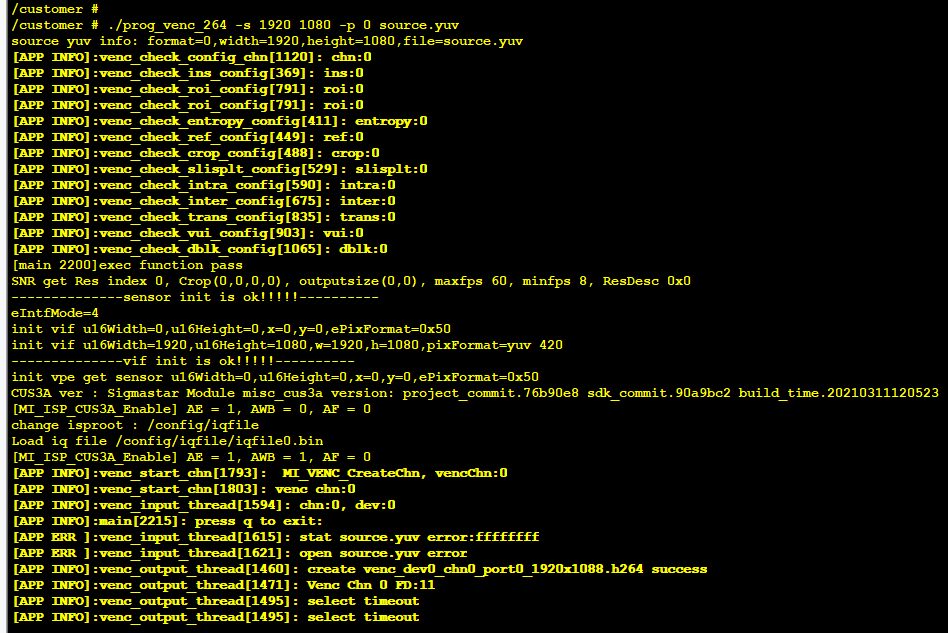 /customer #
/customer # ./prog_venc_264 -s 1920 1080 -p 0 source.yuv
source yuv info: format=0,width=1920,height=1080,file=source.yuv
[APP INFO]:venc_check_config_chn[1120]: chn:0
[APP INFO]:venc_check_ins_config[369]: ins:0
[APP INFO]:venc_check_roi_config[791]: roi:0
[APP INFO]:venc_check_roi_config[791]: roi:0
[APP INFO]:venc_check_entropy_config[411]: entropy:0
[APP INFO]:venc_check_ref_config[449]: ref:0
[APP INFO]:venc_check_crop_config[488]: crop:0
[APP INFO]:venc_check_slisplt_config[529]: slisplt:0
[APP INFO]:venc_check_intra_config[590]: intra:0
[APP INFO]:venc_check_inter_config[675]: inter:0
[APP INFO]:venc_check_trans_config[835]: trans:0
[APP INFO]:venc_check_vui_config[903]: vui:0
[APP INFO]:venc_check_dblk_config[1065]: dblk:0
[main 2200]exec function pass
SNR get Res index 0, Crop(0,0,0,0), outputsize(0,0), maxfps 60, minfps 8, ResDesc 0x0
--------------sensor init is ok!!!!!----------
eIntfMode=4
init vif u16Width=0,u16Height=0,x=0,y=0,ePixFormat=0x50
init vif u16Width=1920,u16Height=1080,w=1920,h=1080,pixFormat=yuv 420
--------------vif init is ok!!!!!----------
init vpe get sensor u16Width=0,u16Height=0,x=0,y=0,ePixFormat=0x50
CUS3A ver : Sigmastar Module misc_cus3a version: project_commit.76b90e8 sdk_commit.90a9bc2 build_time.20210311120523
[MI_ISP_CUS3A_Enable] AE = 1, AWB = 0, AF = 0
change isproot : /config/iqfile
Load iq file /config/iqfile/iqfile0.bin
[MI_ISP_CUS3A_Enable] AE = 1, AWB = 1, AF = 0
[APP INFO]:venc_start_chn[1793]:  MI_VENC_CreateChn, vencChn:0
[APP INFO]:venc_start_chn[1803]: venc chn:0
[APP INFO]:venc_input_thread[1594]: chn:0, dev:0
[APP INFO]:main[2215]: press q to exit:
[APP ERR ]:venc_input_thread[1615]: stat source.yuv error:ffffffff
[APP ERR ]:venc_input_thread[1621]: open source.yuv error
[APP INFO]:venc_output_thread[1460]: create venc_dev0_chn0_port0_1920x1088.h264 success
[APP INFO]:venc_output_thread[1471]: Venc Chn 0 FD:11
[APP INFO]:venc_output_thread[1495]: select timeout
[APP INFO]:venc_output_thread[1495]: select timeout